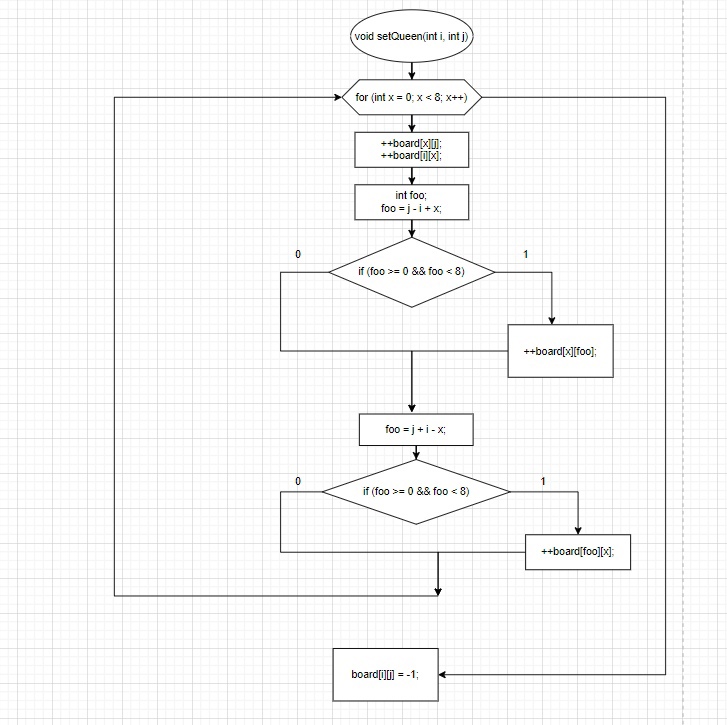 void setQueen(int i, int j)
for (int x = 0; x < 8; x++)
++board[x][j];
++board[i][x];
int foo;
foo = j - i + x;
0
1
if (foo >= 0 && foo < 8)
++board[x][foo];
foo = j + i - x;
0
1
if (foo >= 0 && foo < 8)
++board[foo][x];
board[i][j] = -1;